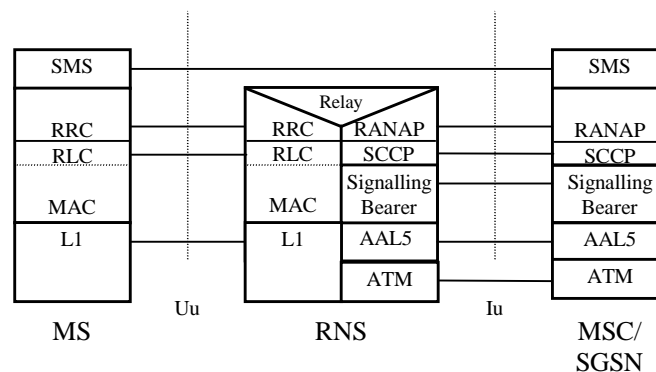 SMS SMS
Relay
RRC RRC RANAP RANAP
RLC RLC SCCP SCCP
Signalling Signalling
MAC MAC Bearer Bearer
L1 L1 AAL5 AAL5
ATM ATM
Uu Iu
MS RNS MSC/
SGSN